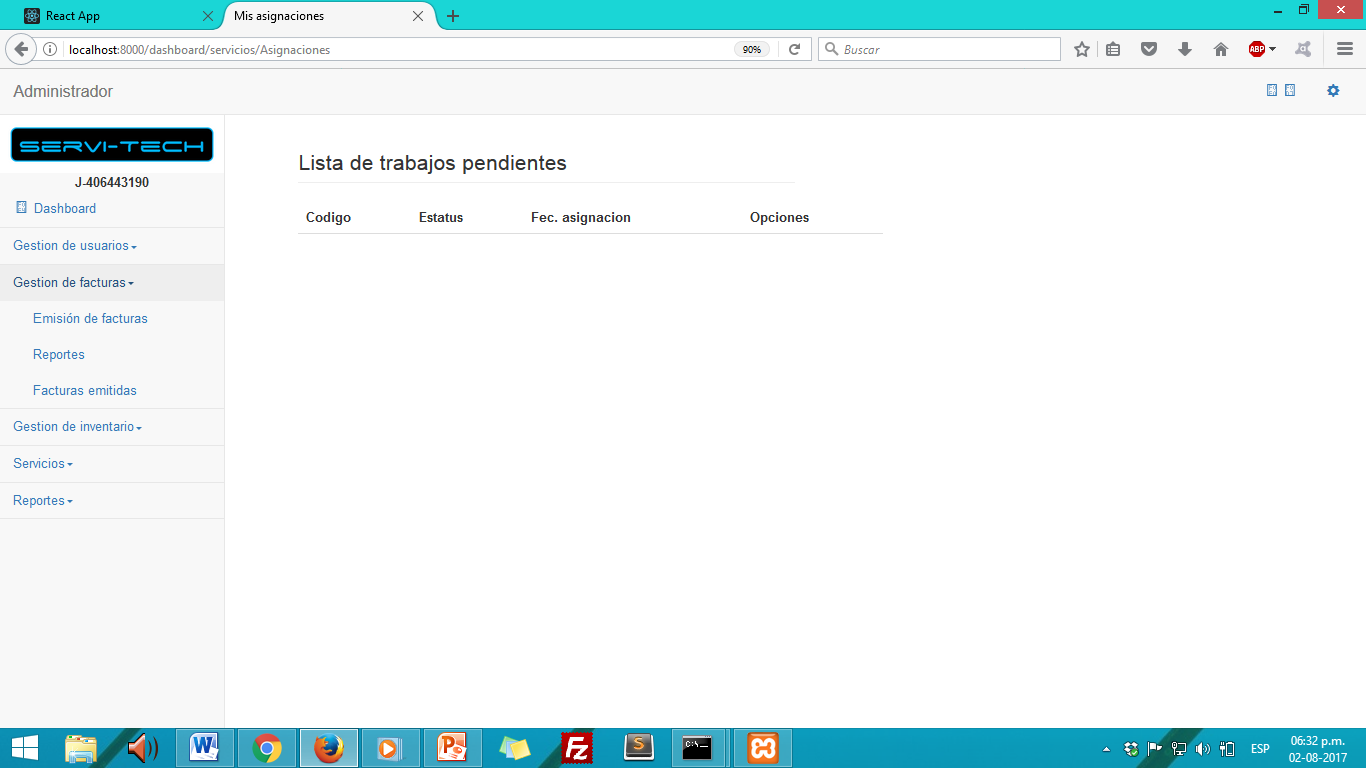 React App
Mis asignaciones
localhost:8000/dashboard/servicios/Asignaciones
90%
Buscar
ABP
Administrador
SERVI-TECH
J-406443190
Dashboard
Gestion de usuarios
Gestion de facturas
Emisión de facturas
Reportes
Facturas emitidas
Gestion de inventario
Servicios
Reportes
Lista de trabajos pendientes
Codigo Estatus Fec. asignacion Opciones
C:\_
ESP
06:32 p.m.
02-08-2017